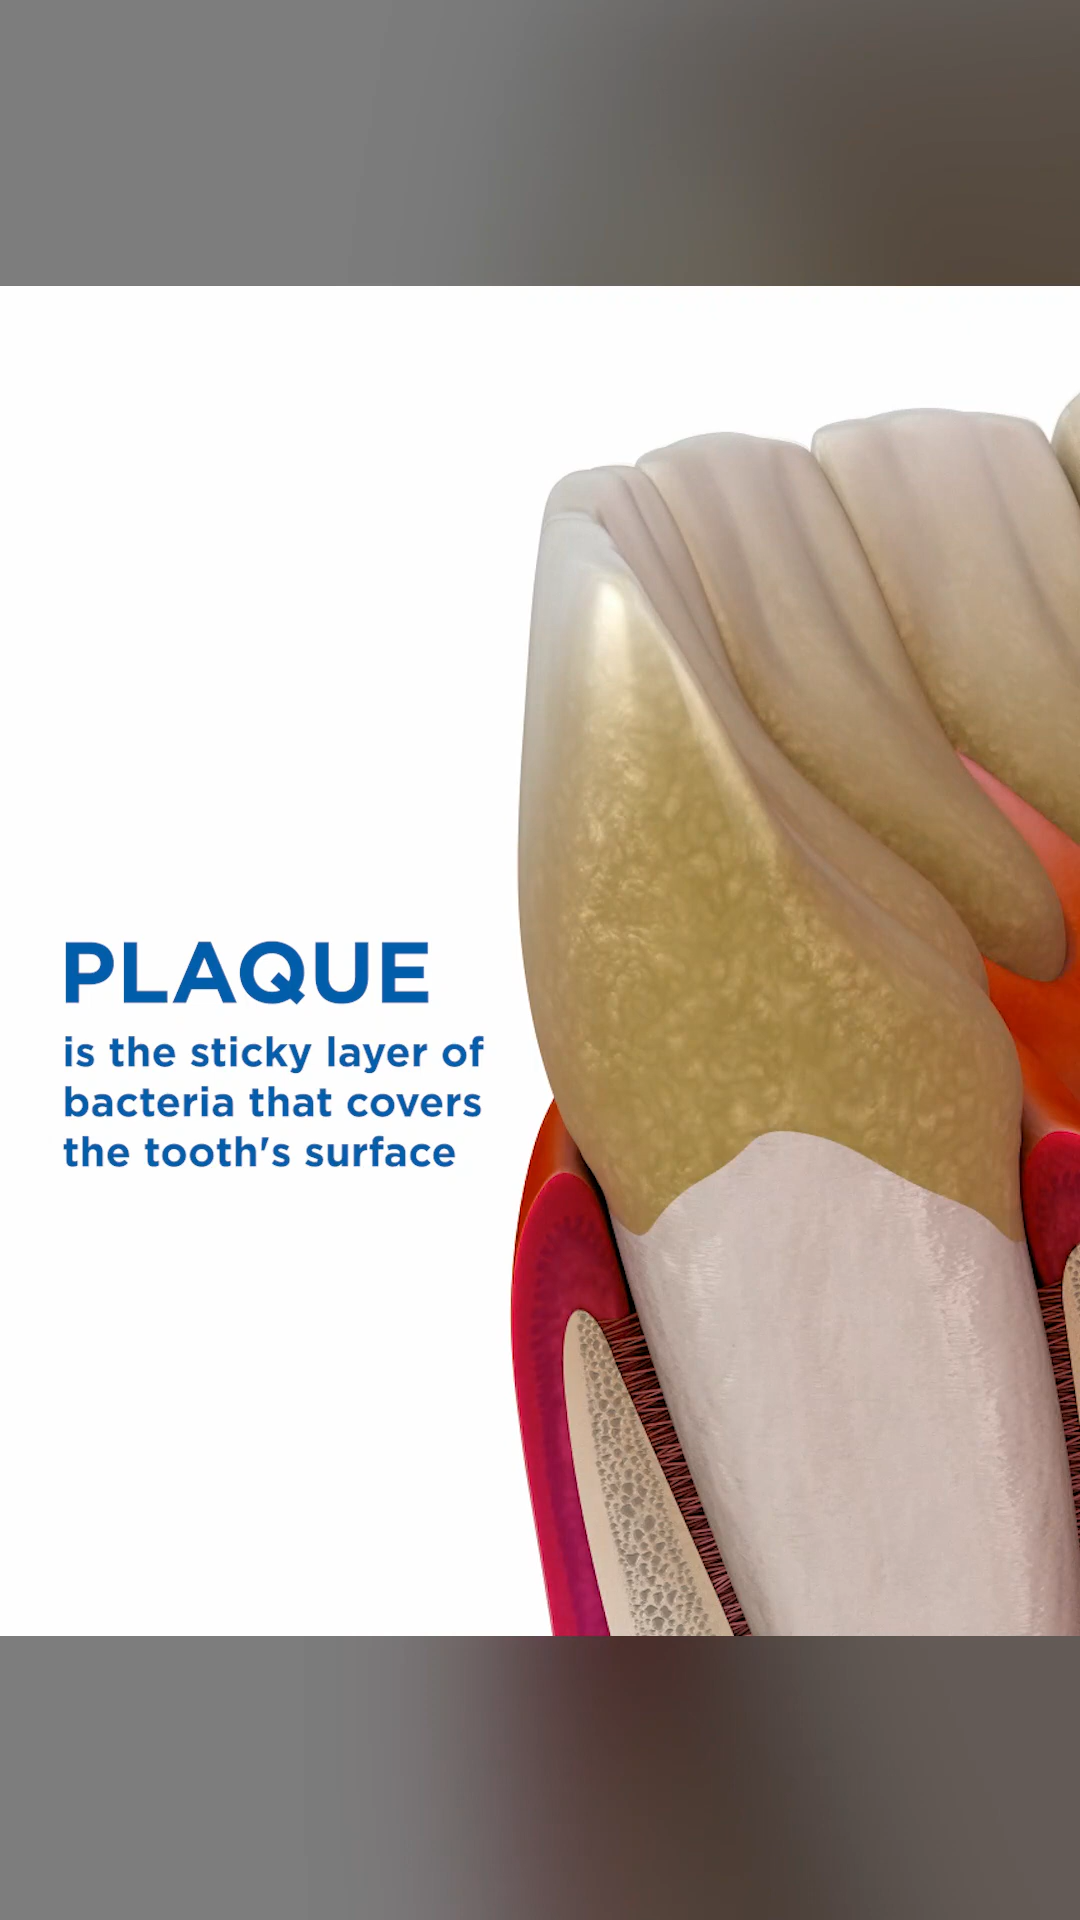 PLAQUE
is the sticky layer of
bacteria that covers
the tooth's surface